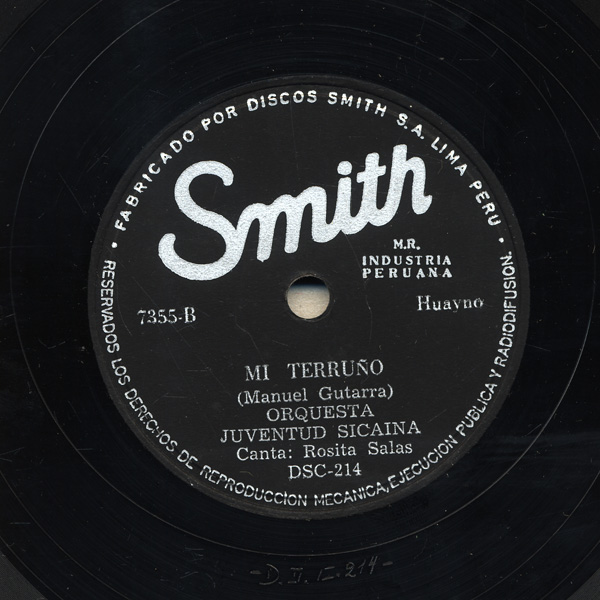 • FABRICADO POR DISCOS SMITH S.A. LIMA PERU •
Smith
M.R.
INDUSTRIA
PERUANA
7355-B
Huayno
MI TERRUÑO
(Manuel Gutarra)
ORQUESTA
JUVENTUD SICAINA
Canta: Rosita Salas
DSC-214
RESERVADOS LOS DERECHOS DE REPRODUCCION MECANICA, EJECUCION PUBLICA Y RADIODIFUSION